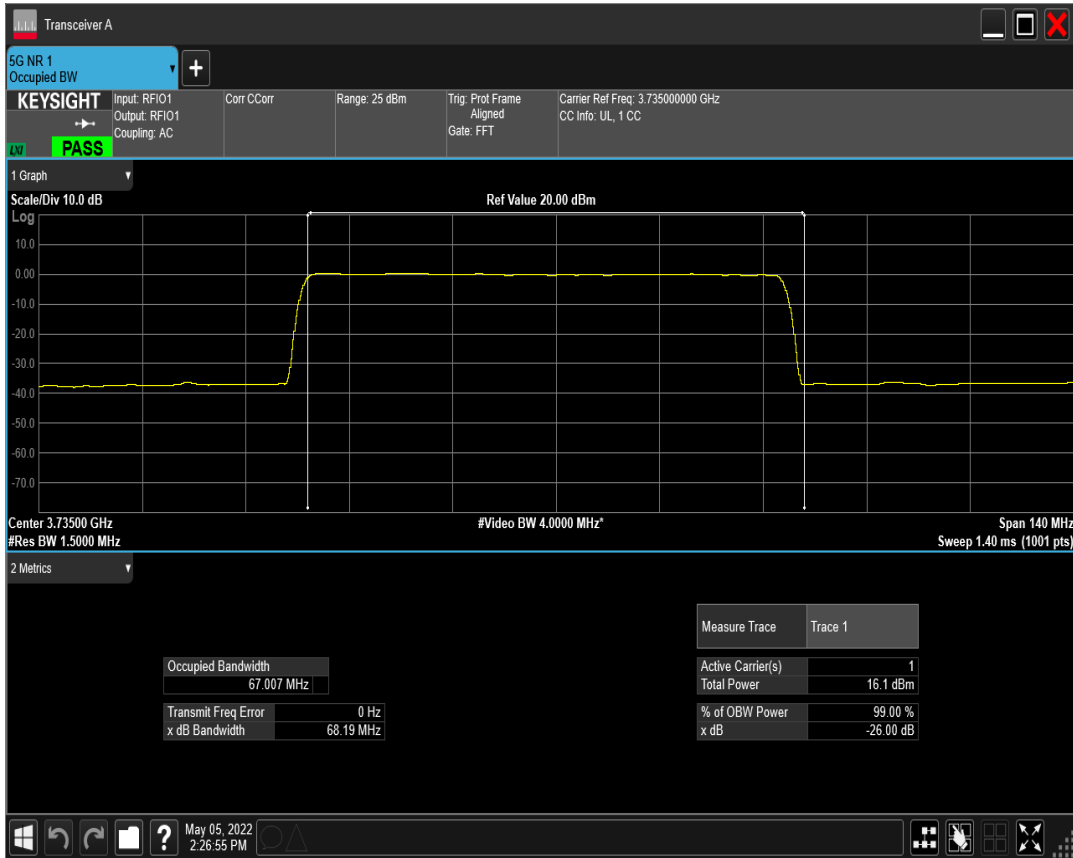 Transceiver A
5G NR 1
Occupied BW
KEYSIGHT
LXI
PASS
Input: RFIO1
Output: RFIO1
Coupling: AC
Corr CCorr
Range: 25 dBm
Trig: Prot Frame
Aligned
Gate: FFT
Carrier Ref Freq: 3.735000000 GHz
CC Info: UL, 1 CC
1 Graph
Scale/Div 10.0 dB
Ref Value 20.00 dBm
Log
10.0
0.00
-10.0
-20.0
-30.0
-40.0
-50.0
-60.0
-70.0
Center 3.73500 GHz
#Video BW 4.0000 MHz*
Span 140 MHz
#Res BW 1.5000 MHz
Sweep 1.40 ms (1001 pts)
2 Metrics
Measure Trace Trace 1
Occupied Bandwidth
67.007 MHz
Active Carrier(s) 1
Total Power 16.1 dBm
Transmit Freq Error 0 Hz
x dB Bandwidth 68.19 MHz
% of OBW Power 99.00 %
x dB -26.00 dB
?
May 05, 2022
2:26:55 PM